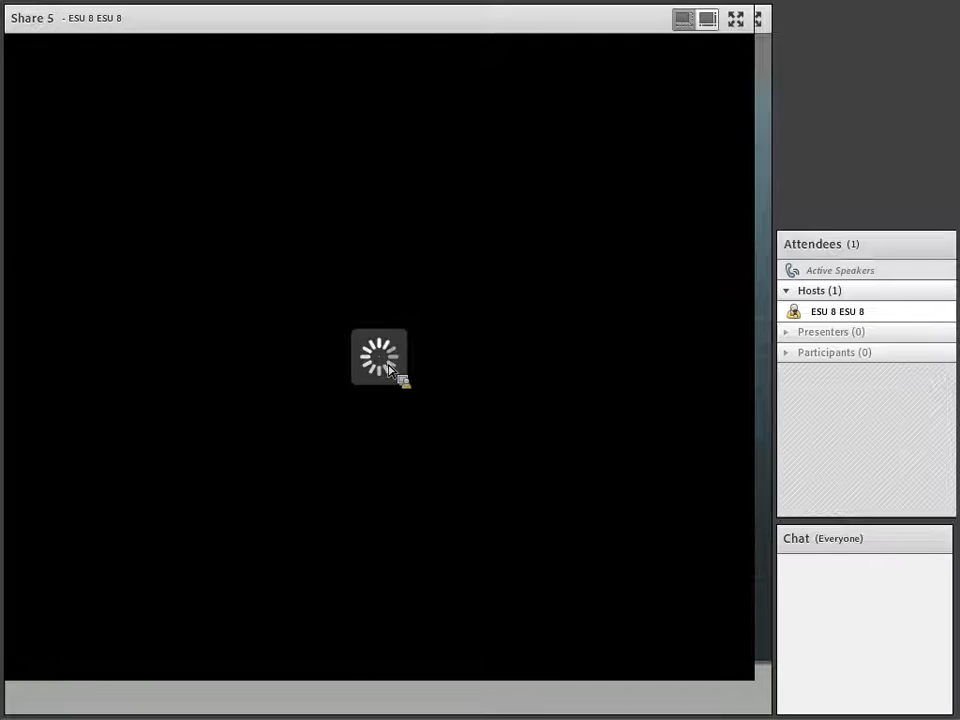 Share 5 - ESU 8 ESU 8
Attendees (1)
Active Speakers
Hosts (1)
ESU 8 ESU 8
Presenters (0)
Participants (0)
Chat (Everyone)